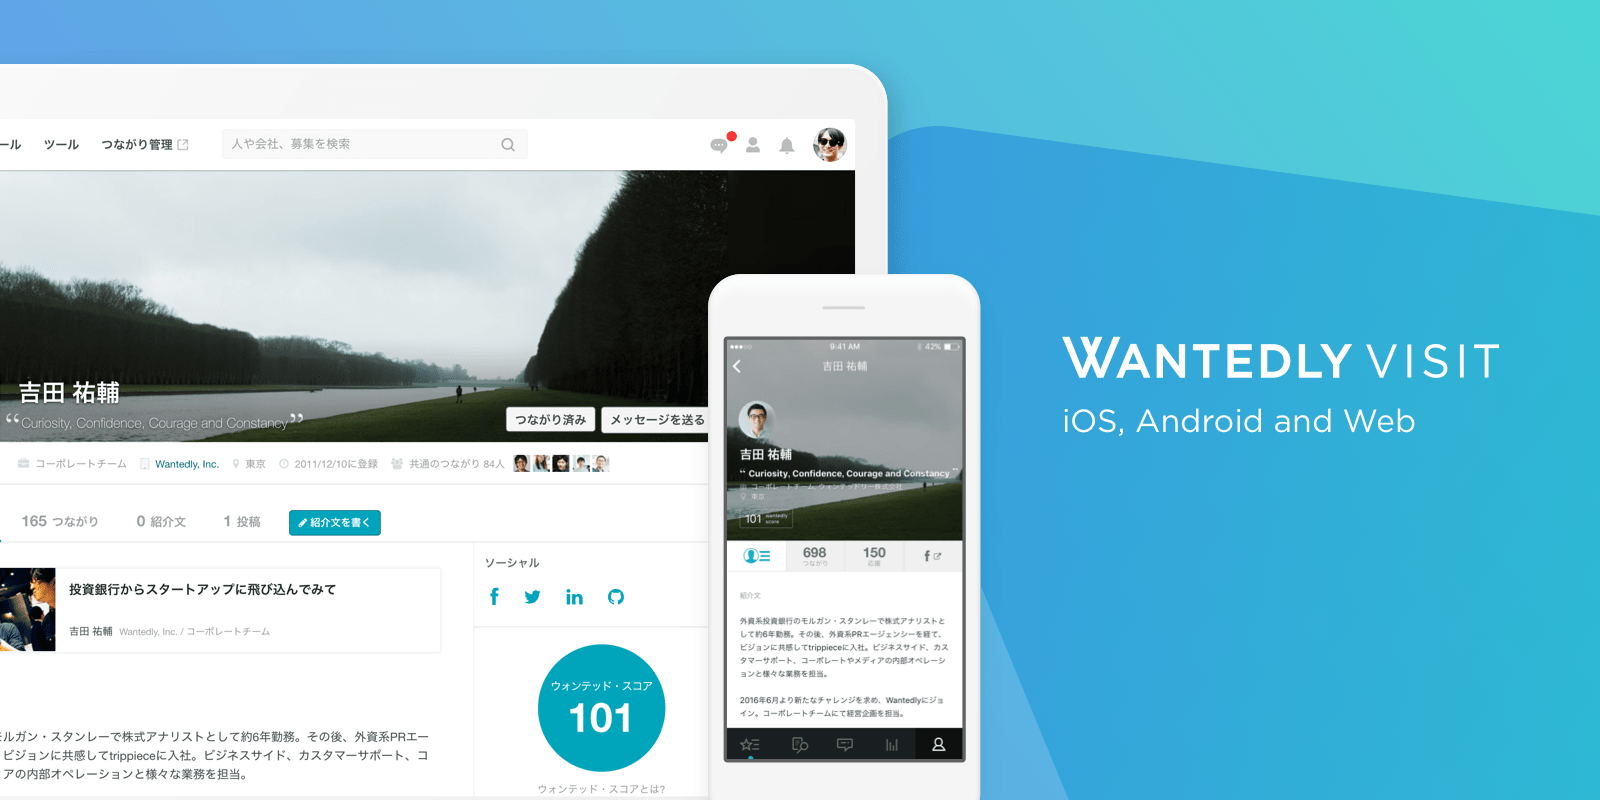 ール ツール つながり管理 人や会社、募集を検索
吉田 祐輔
“Curiosity, Confidence, Courage and Constancy”
つながり済み メッセージを送る
コーポレートチーム Wantedly, Inc. 東京 2011/12/10に登録 共通のつながり 84人
165 つながり 0 紹介文 1 投稿 紹介文を書く
投資銀行からスタートアップに飛び込んでみて
吉田 祐輔 Wantedly, Inc. / コーポレートチーム
ソーシャル
ウォンテッド・スコア
101
ウォンテッド・スコアとは?
モルガン・スタンレーで株式アナリストとして約6年勤務。その後、外資系PRエー
ビジョンに共感してtrippieceに入社。ビジネスサイド、カスタマーサポート、コ
アの内部オペレーションと様々な業務を担当。
9:41 AM 42%
吉田 祐輔
吉田 祐輔
“ Curiosity, Confidence, Courage and Constancy ”
コーポレートチーム, ウォンテッドリー株式会社
東京
101 wantedly score
698 150
つながり 応援
紹介文
外資系投資銀行のモルガン・スタンレーで株式アナリストと
して約6年勤務。その後、外資系PRエージェンシーを経て、
ビジョンに共感してtrippieceに入社。ビジネスサイド、カス
タマーサポート、コーポレートやメディアの内部オペレーシ
ョンと様々な業務を担当。
2016年6月より新たなチャレンジを求め、Wantedlyにジョ
イン。コーポレートチームにて経営企画を担当。
WANTEDLY VISIT
iOS, Android and Web